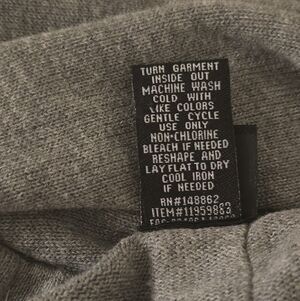 TURN GARMENT
INSIDE OUT
MACHINE WASH
COLD WITH
LIKE COLORS
GENTLE CYCLE
USE ONLY
NON-CHLORINE
BLEACH IF NEEDED
RESHAPE AND
LAY FLAT TO DRY
COOL IRON
IF NEEDED
RN#148862
ITEM#11959863